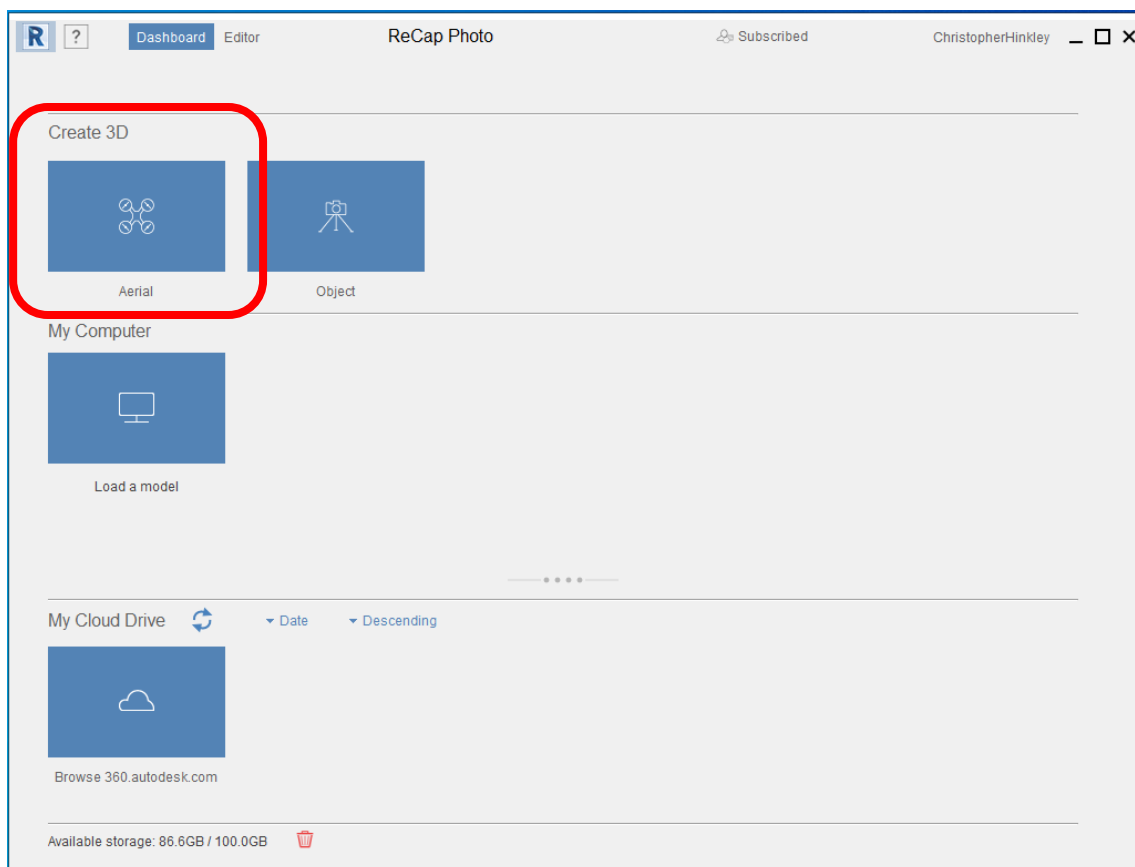 R ? Dashboard Editor ReCap Photo Subscribed ChristopherHinkley
Create 3D
Aerial Object
My Computer
Load a model
My Cloud Drive Date Descending
Browse 360.autodesk.com
Available storage: 86.6GB / 100.0GB